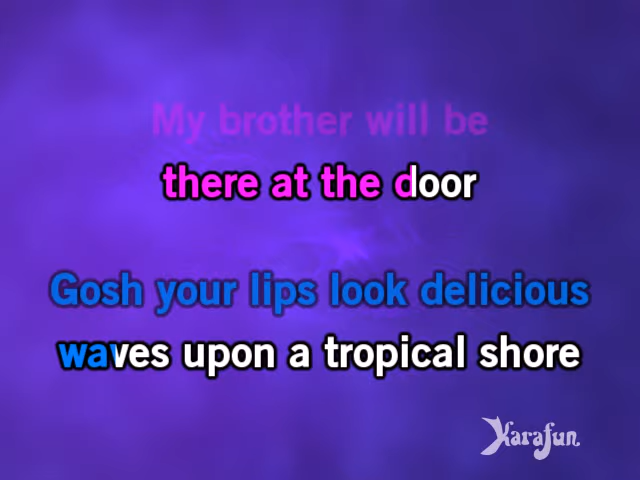 My brother will be
there at the door
Gosh your lips look delicious
waves upon a tropical shore
Karafun